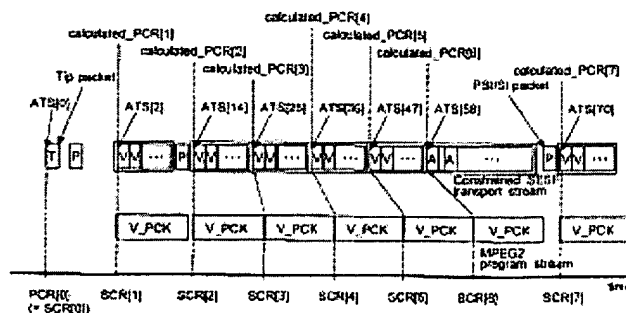 calculated_PCR[4]
calculated_PCR[1]
calculated_PCR[5]
calculated_PCR[2]
calculated_PCR[6]
Tip packet
calculated_PCR[3]
PSI/SI packet
calculated_PCR[7]
ATS[0]
ATS[2]
ATS[14]
ATS[25]
ATS[36]
ATS[47]
ATS[58]
ATS[70]
T P V V ... P V V ... V V ... V V ... V V ... A A ... P V V ...
Constrained SESF
transport stream
V_PCK V_PCK V_PCK V_PCK V_PCK V_PCK V_PCK
MPEG2
program stream
time
PCR[0]
(= SCR[0])
SCR[1]
SCR[2]
SCR[3]
SCR[4]
SCR[5]
SCR[6]
SCR[7]